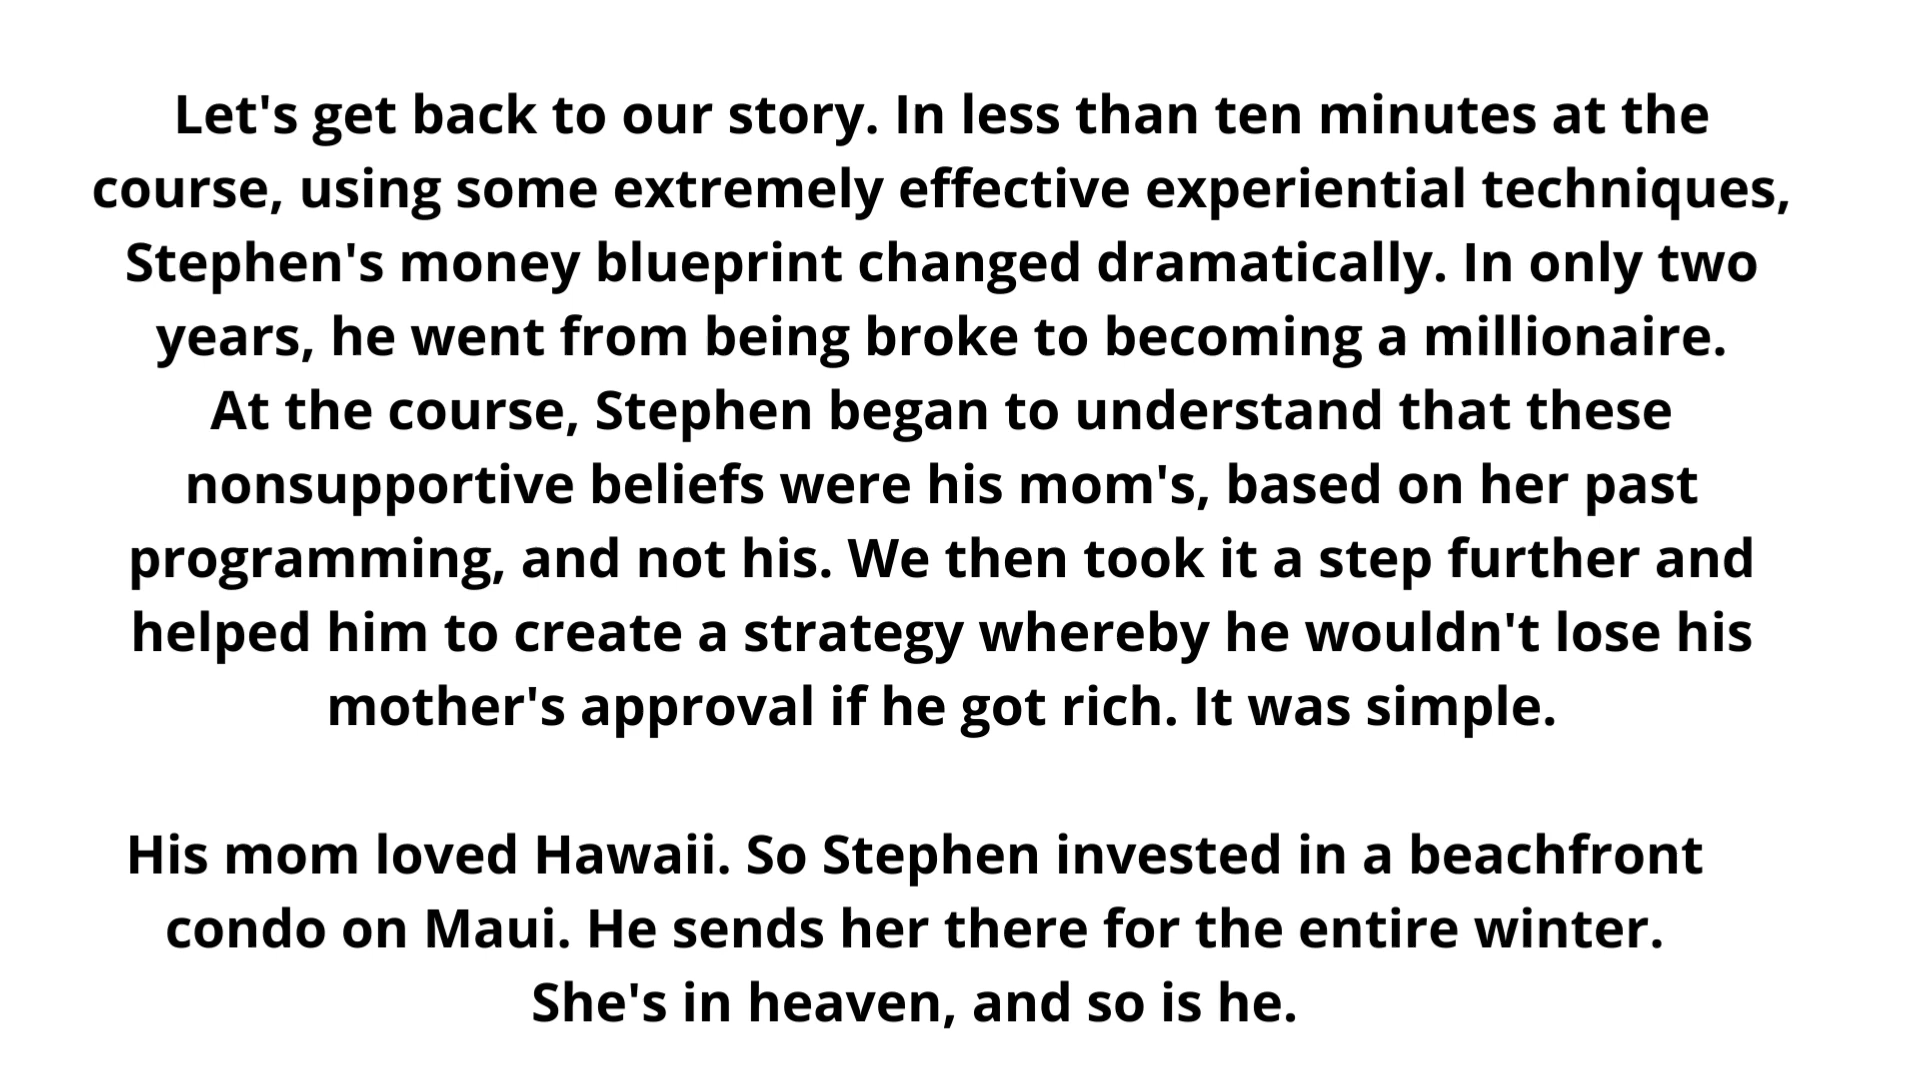 Let's get back to our story. In less than ten minutes at the
course, using some extremely effective experiential techniques,
Stephen's money blueprint changed dramatically. In only two
years, he went from being broke to becoming a millionaire.
At the course, Stephen began to understand that these
nonsupportive beliefs were his mom's, based on her past
programming, and not his. We then took it a step further and
helped him to create a strategy whereby he wouldn't lose his
mother's approval if he got rich. It was simple.
His mom loved Hawaii. So Stephen invested in a beachfront
condo on Maui. He sends her there for the entire winter.
She's in heaven, and so is he.